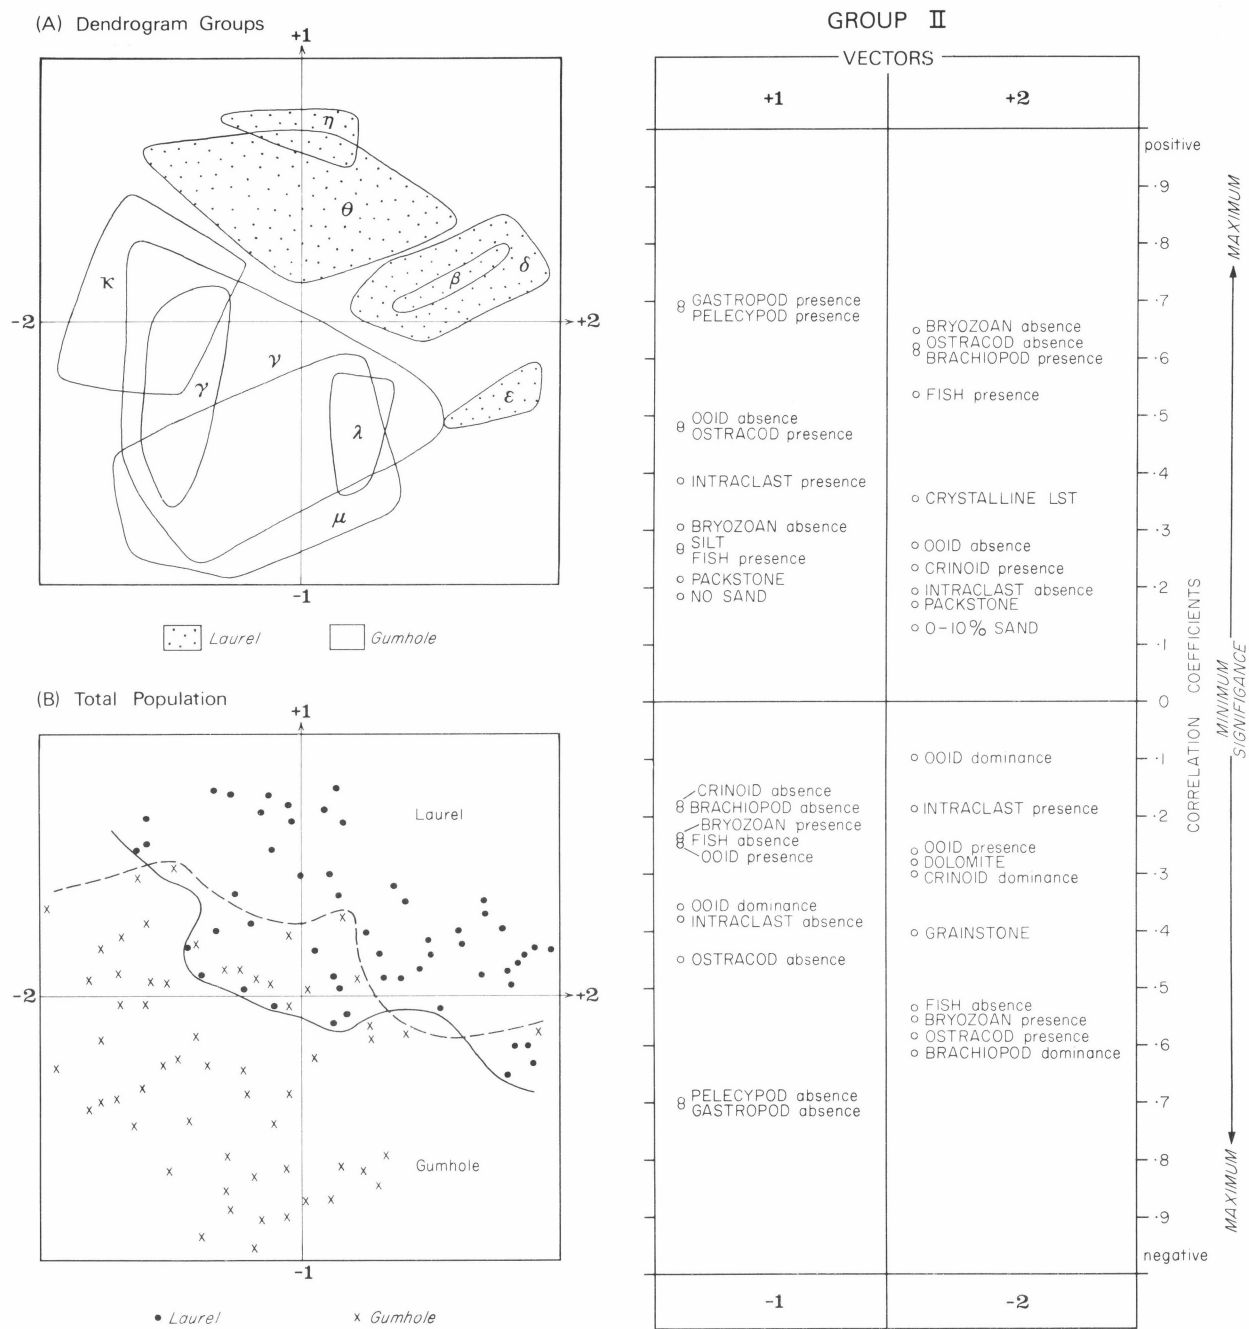 (A) Dendrogram Groups
+1
η
θ
δ
β
κ
-2
+2
ν
γ
ε
λ
μ
-1
Laurel
Gumhole
(B) Total Population
+1
Laurel
-2
+2
Gumhole
-1
Laurel
x Gumhole
GROUP II
VECTORS
+1
+2
positive
.9
.8
.7
.6
.5
.4
.3
.2
.1
0
.1
.2
.3
.4
.5
.6
.7
.8
.9
negative
GASTROPOD presence
PELECYPOD presence
OOID absence
OSTRACOD presence
INTRACLAST presence
BRYOZOAN absence
SILT
FISH presence
PACKSTONE
NO SAND
BRYOZOAN absence
OSTRACOD absence
BRACHIOPOD presence
FISH presence
CRYSTALLINE LST
OOID absence
CRINOID presence
INTRACLAST absence
PACKSTONE
0-10% SAND
CRINOID absence
BRACHIOPOD absence
BRYOZOAN presence
FISH absence
OOID presence
OOID dominance
INTRACLAST absence
OSTRACOD absence
PELECYPOD absence
GASTROPOD absence
OOID dominance
INTRACLAST presence
OOID presence
DOLOMITE
CRINOID dominance
GRAINSTONE
FISH absence
BRYOZOAN presence
OSTRACOD presence
BRACHIOPOD dominance
-1
-2
CORRELATION COEFFICIENTS
MAXIMUM
MINIMUM
SIGNIFIGANCE
MAXIMUM